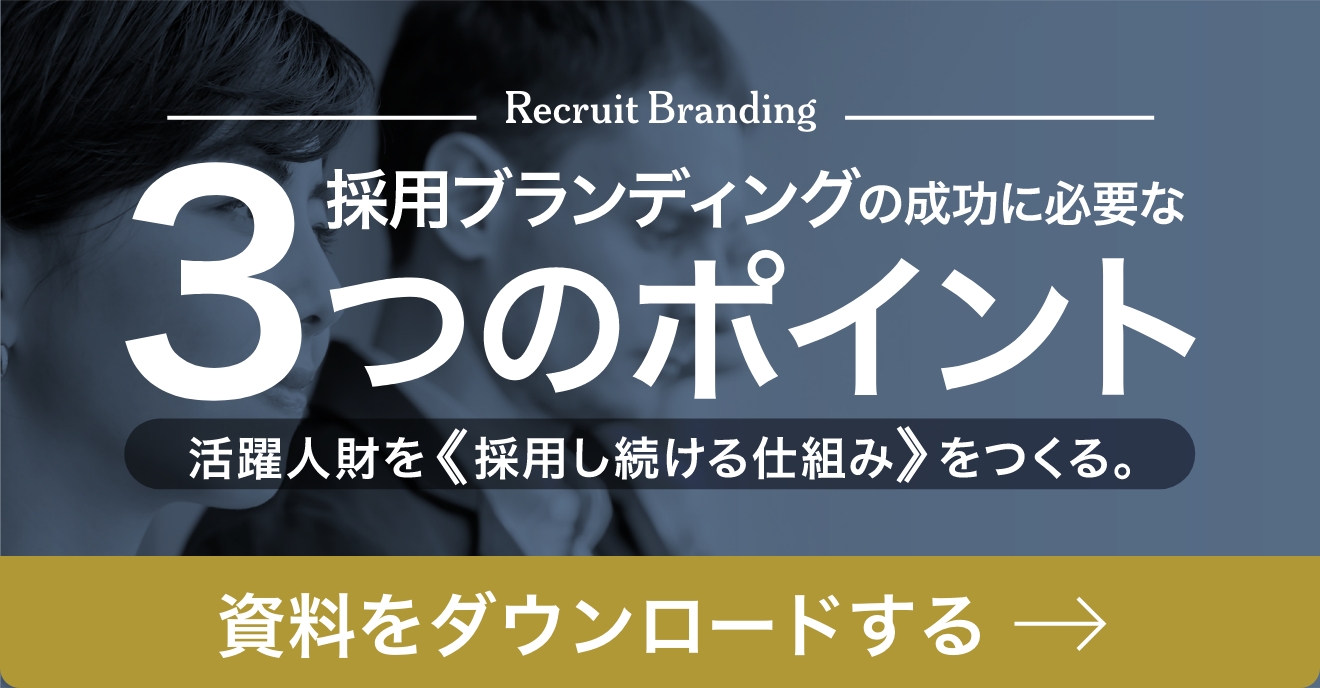 Recruit Branding
採用ブランディングの成功に必要な
3つのポイント
活躍人財を《採用し続ける仕組み》をつくる。
資料をダウンロードする →